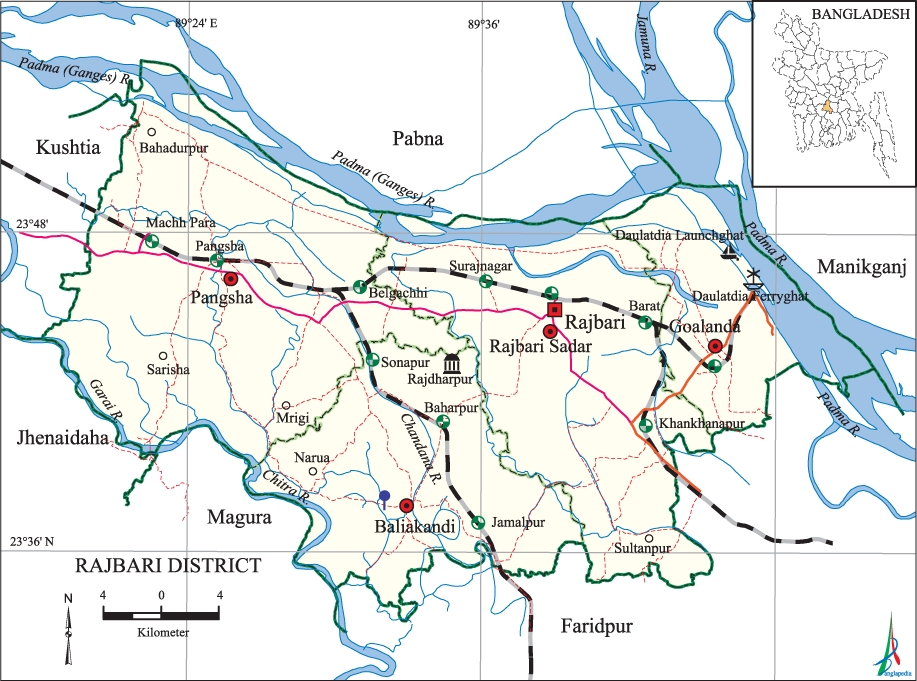 89°24' E
89°36'
BANGLADESH
Jamuna R.
Padma (Ganges) R.
Kushtia
Bahadurpur
Pabna
Padma (Ganges) R.
23°48'
Machh Para
Pangsha
Pangsha
Belgachhi
Surajnagar
Daulatdia Launchghat
Padma R.
Manikganj
Daulatdia Ferryghat
Barat
Goalanda
Rajbari
Rajbari Sadar
Sonapur
Rajdharpur
Sarisha
Garai R.
Mrigi
Baharpur
Khankhanapur
Padma R.
Jhenaidaha
Chandana R.
Narua
Chitra R.
Magura
Baliakandi
Jamalpur
Sultanpur
23°36' N
RAJBARI DISTRICT
N
4 0 4
Kilometer
Faridpur
anglapedia